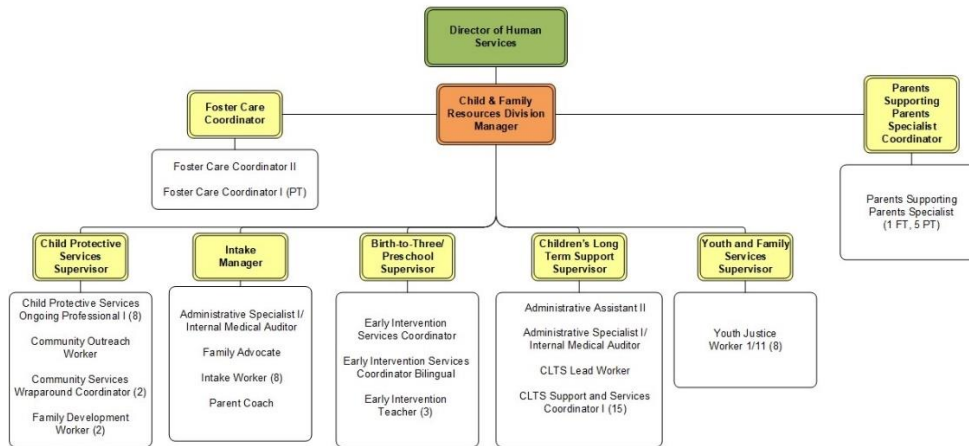 Director of Human
Services
Child & Family
Resources Division
Manager
Foster Care
Coordinator
Foster Care Coordinator II
Foster Care Coordinator I (PT)
Parents
Supporting
Parents
Specialist
Coordinator
Parents Supporting
Parents Specialist
(1 FT, 5 PT)
Child Protective
Services
Supervisor
Child Protective Services
Ongoing Professional I (8)
Community Outreach
Worker
Community Services
Wraparound Coordinator (2)
Family Development
Worker (2)
Intake
Manager
Administrative Specialist I/
Internal Medical Auditor
Family Advocate
Intake Worker (8)
Parent Coach
Birth-to-Three/
Preschool Supervisor
Early Intervention
Services Coordinator
Early Intervention Services
Coordinator Bilingual
Early Intervention
Teacher (3)
Children's Long
Term Support
Supervisor
Administrative Assistant II
Administrative Specialist I/
Internal Medical Auditor
CLTS Lead Worker
CLTS Support and Services
Coordinator I (15)
Youth and Family
Services
Supervisor
Youth Justice
Worker 1/11 (8)